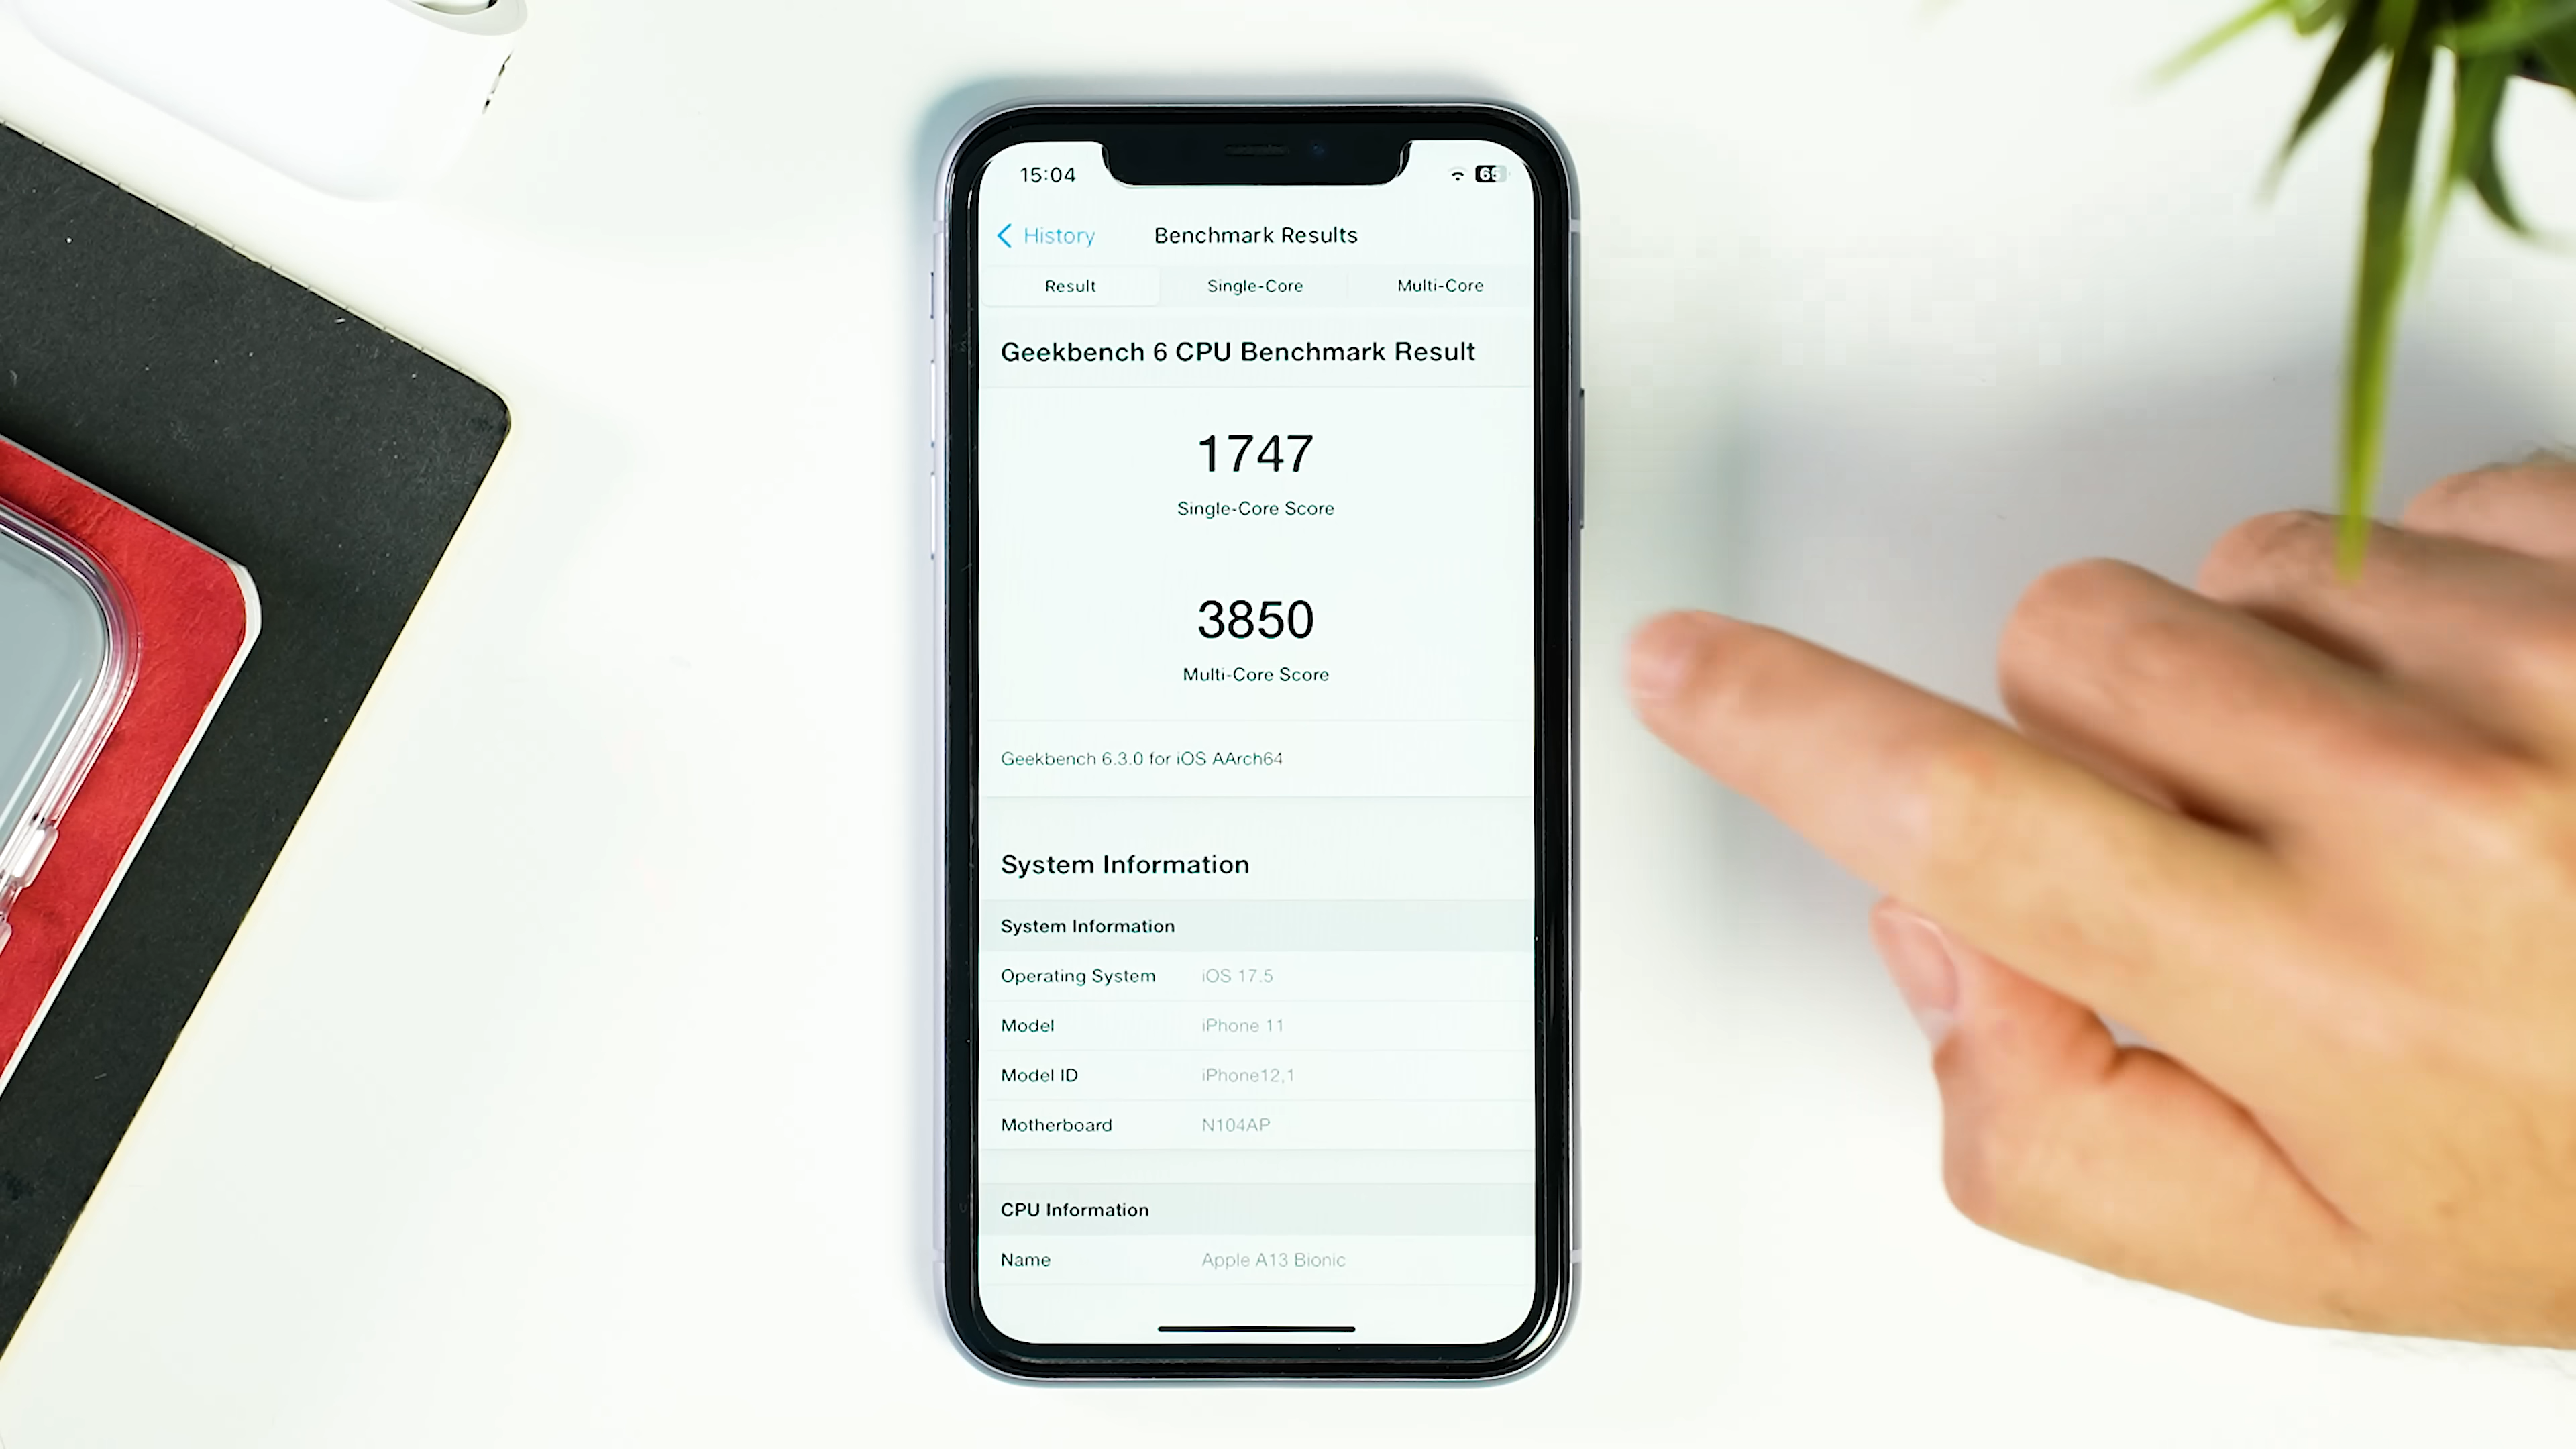 15:04
65
History Benchmark Results
Result Single-Core Multi-Core
Geekbench 6 CPU Benchmark Result
1747
Single-Core Score
3850
Multi-Core Score
Geekbench 6.3.0 for iOS AArch64
System Information
System Information
Operating System iOS 17.5
Model iPhone 11
Model ID iPhone12,1
Motherboard N104AP
CPU Information
Name Apple A13 Bionic